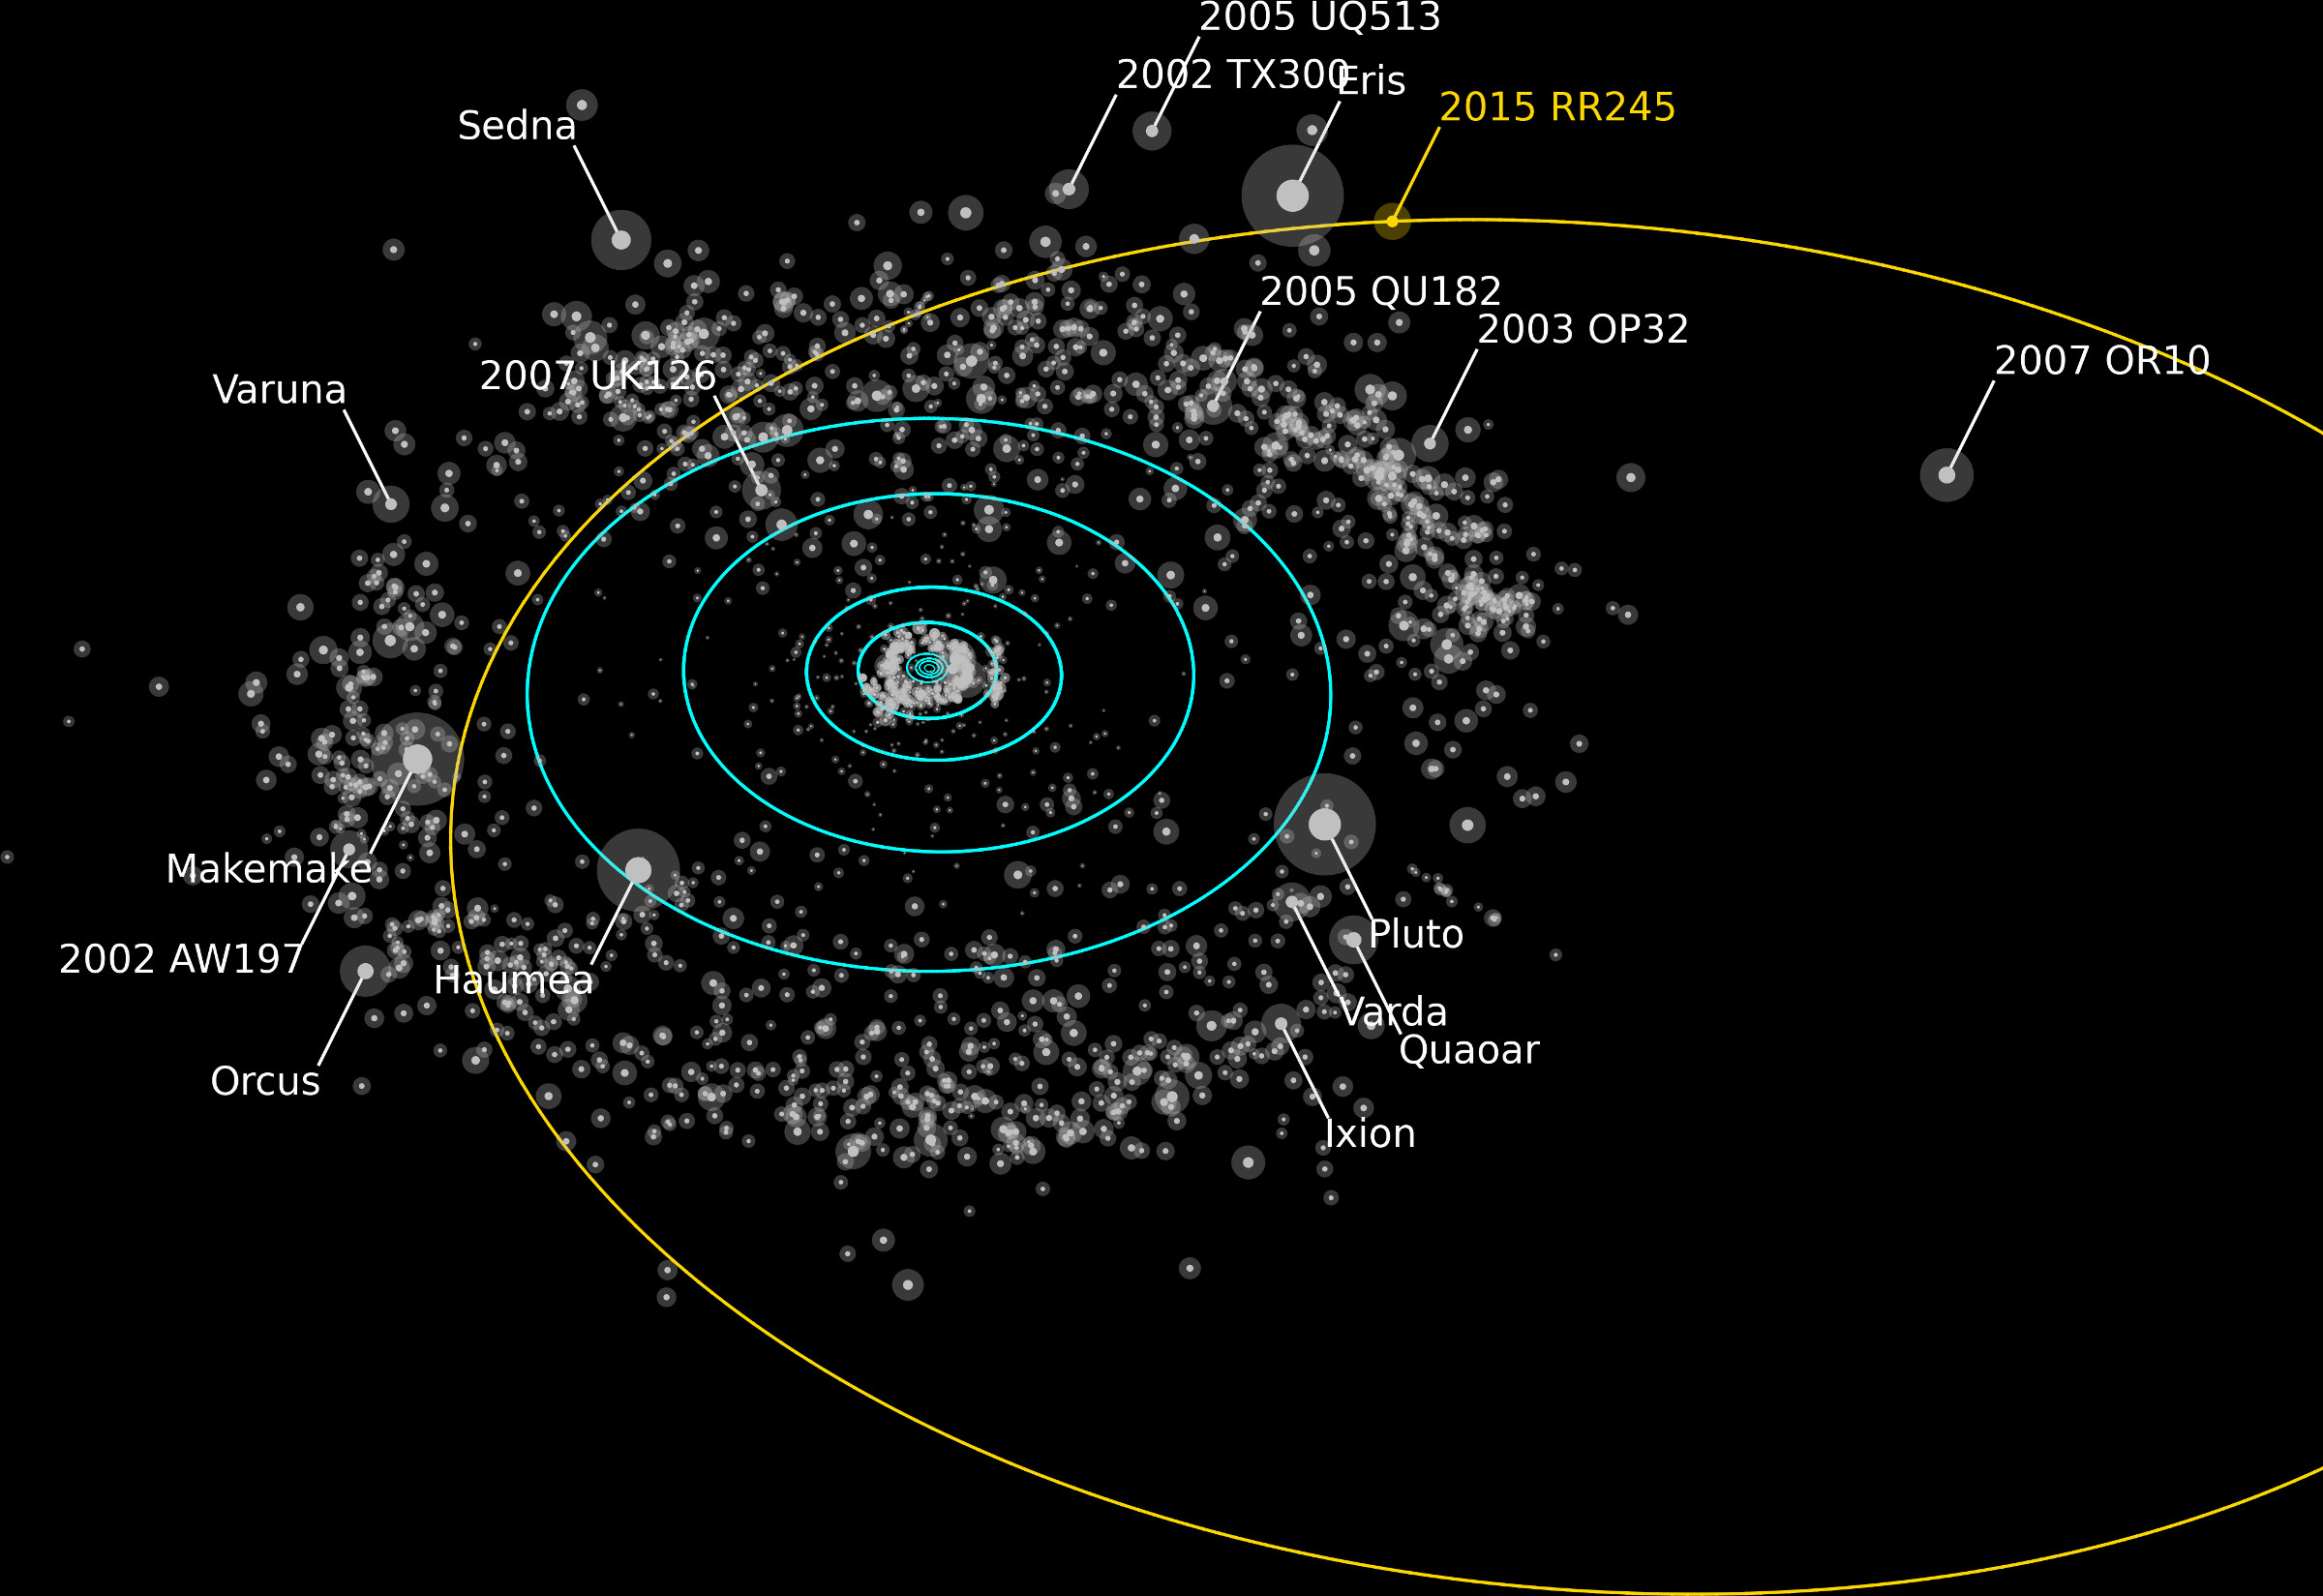 2005 UQ513
2002 TX300
Eris
2015 RR245
Sedna
2005 QU182
2003 OP32
2007 OR10
2007 UK126
Varuna
Makemake
Pluto
2002 AW197
Haumea
Varda
Quaoar
Orcus
Ixion